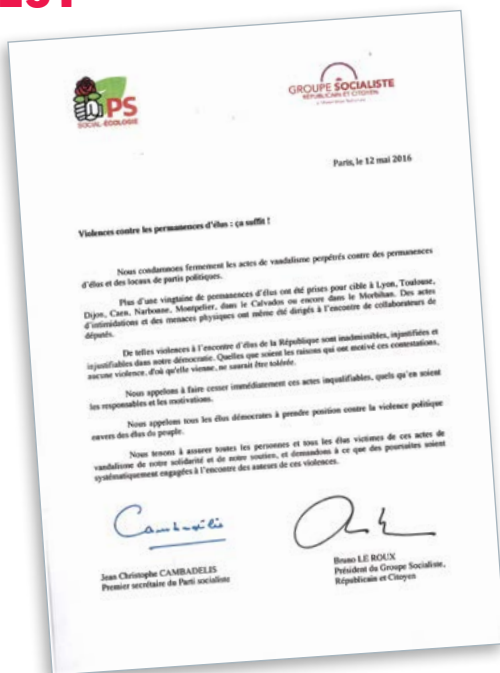 PS
SOCIAL-ÉCOLOGIE
GROUPE SOCIALISTE
RÉPUBLICAIN ET CITOYEN
Paris, le 12 mai 2016
Violences contre les permanences d'élus : ça suffit !
Nous condamnons fermement les actes de vandalisme perpétrés contre des permanences
d'élus et des locaux de partis politiques.
Plus d'une vingtaine de permanences d'élus ont été prises pour cible à Lyon, Toulouse,
Dijon, Caen, Narbonne, Montpelier, dans le Calvados ou encore dans le Morbihan. Des actes
d'intimidations et des menaces physiques ont même été dirigés à l'encontre de collaborateurs de
députés.
De telles violences à l'encontre d'élus de la République sont inadmissibles, injustifiées et
injustifiables dans notre démocratie. Quelles que soient les raisons qui ont motivé ces contestations,
aucune violence, d'où qu'elle vienne, ne saurait être tolérée.
Nous appelons à faire cesser immédiatement ces actes inqualifiables, quels qu'en soient
les responsables et les motivations.
Nous appelons tous les élus démocrates à prendre position contre la violence politique
envers des élus du peuple.
Nous tenons à assurer toutes les personnes et tous les élus victimes de ces actes de
vandalisme de notre solidarité et de notre soutien, et demandons à ce que des poursuites soient
systématiquement engagées à l'encontre des auteurs de ces violences.
Cambadélis
Jean Christophe CAMBADELIS
Premier secrétaire du Parti socialiste
Bruno LE ROUX
Président du Groupe Socialiste,
Républicain et Citoyen